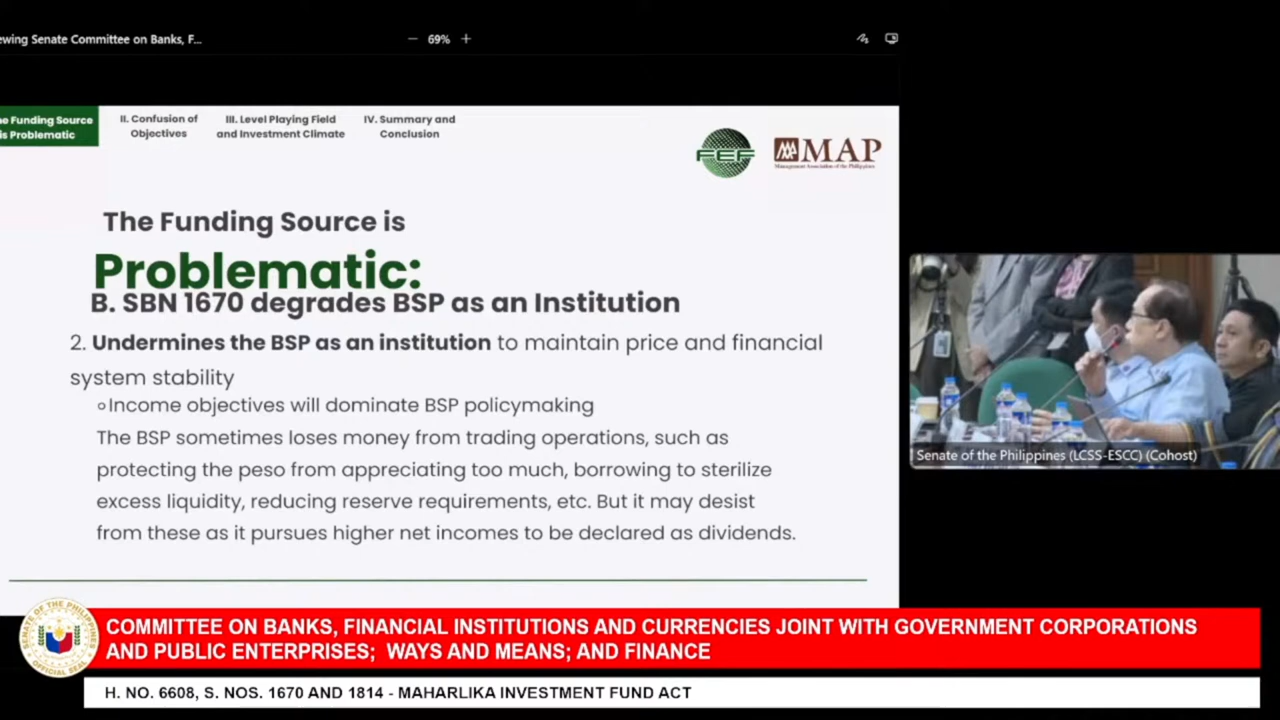 ewing Senate Committee on Banks, F...
69%
he Funding Source
is Problematic
II. Confusion of
Objectives
III. Level Playing Field
and Investment Climate
IV. Summary and
Conclusion
FEF
MAP
Management Association of the Philippines
The Funding Source is
Problematic:
B. SBN 1670 degrades BSP as an Institution
2. Undermines the BSP as an institution to maintain price and financial
system stability
Income objectives will dominate BSP policymaking
The BSP sometimes loses money from trading operations, such as
protecting the peso from appreciating too much, borrowing to sterilize
excess liquidity, reducing reserve requirements, etc. But it may desist
from these as it pursues higher net incomes to be declared as dividends.
Senate of the Philippines (LCSS-ESCC) (Cohost)
SENATE OF THE PHILIPPINES
OFFICIAL SEAL
COMMITTEE ON BANKS, FINANCIAL INSTITUTIONS AND CURRENCIES JOINT WITH GOVERNMENT CORPORATIONS
AND PUBLIC ENTERPRISES; WAYS AND MEANS; AND FINANCE
H. NO. 6608, S. NOS. 1670 AND 1814 - MAHARLIKA INVESTMENT FUND ACT